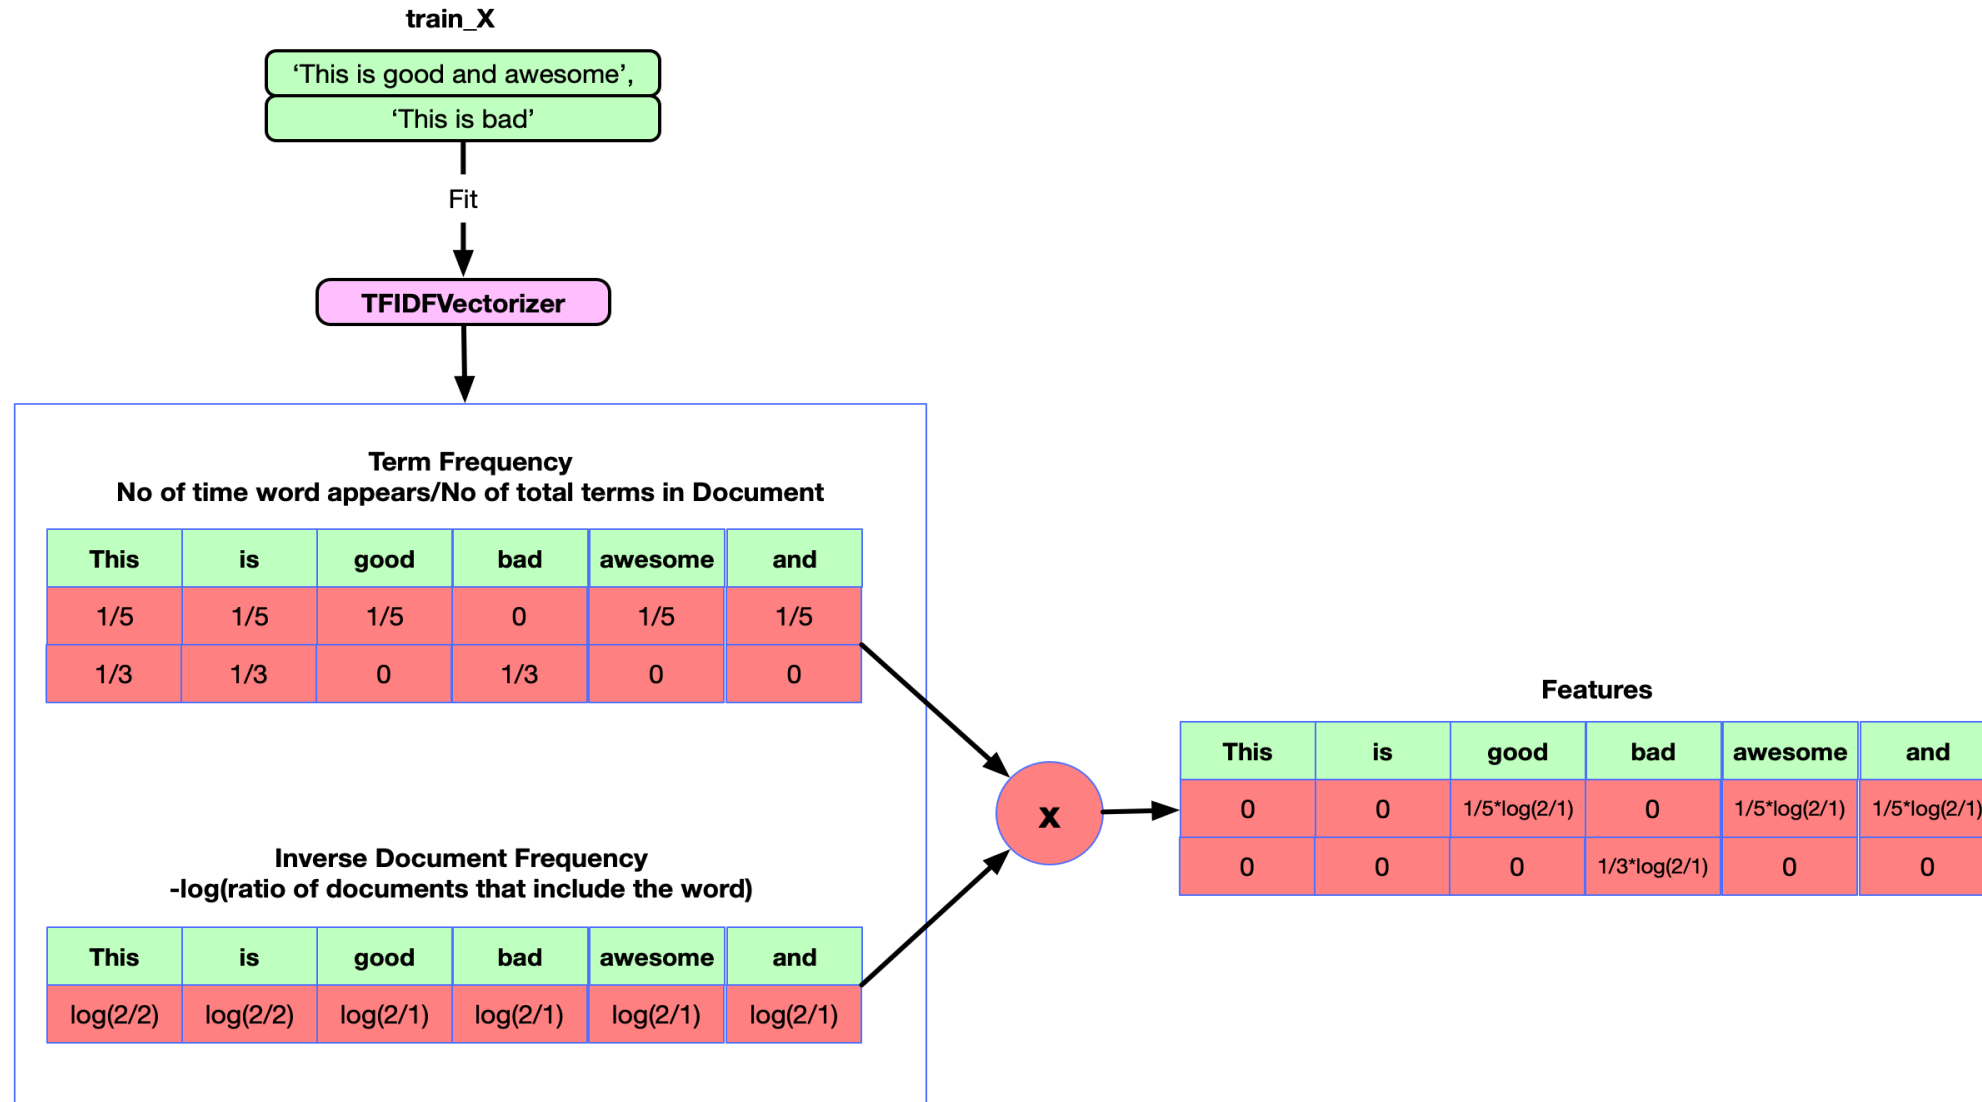 train_X
‘This is good and awesome’,
‘This is bad’
Fit
TFIDFVectorizer
Term Frequency
No of time word appears/No of total terms in Document
This is good bad awesome and
1/5 1/5 1/5 0 1/5 1/5
1/3 1/3 0 1/3 0 0
Inverse Document Frequency
-log(ratio of documents that include the word)
This is good bad awesome and
log(2/2) log(2/2) log(2/1) log(2/1) log(2/1) log(2/1)
x
Features
This is good bad awesome and
0 0 1/5*log(2/1) 0 1/5*log(2/1) 1/5*log(2/1)
0 0 0 1/3*log(2/1) 0 0